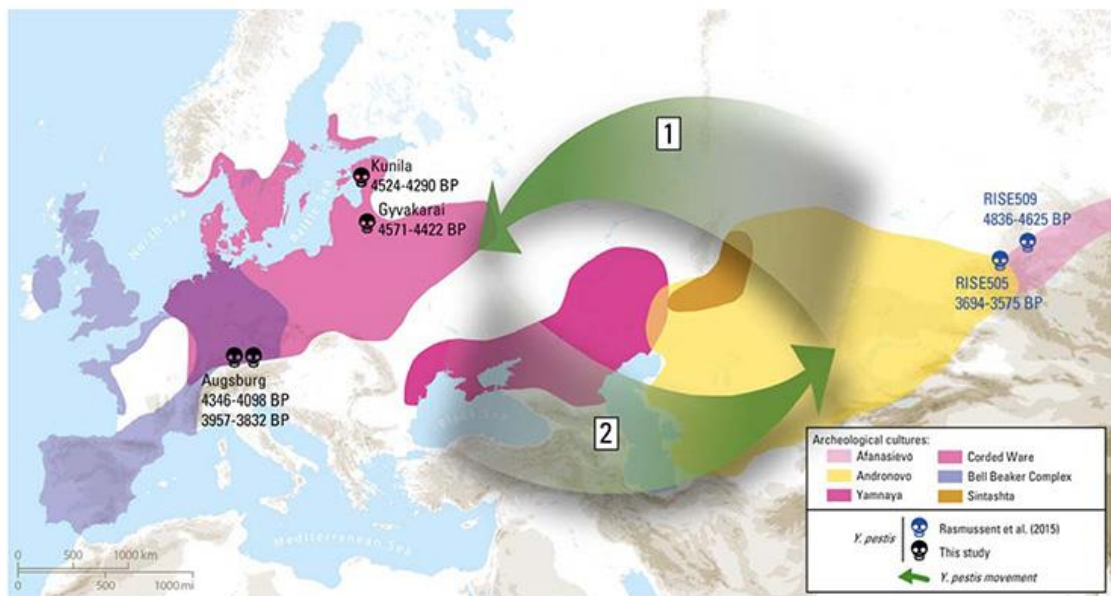 1
Kunila
4524-4290 BP
Gyvakarai
4571-4422 BP
North Sea
Baltic Sea
RISE509
4836-4625 BP
RISE505
3694-3575 BP
Augsburg
4346-4098 BP
3957-3832 BP
2
Mediterranean Sea
0 500 1000 km
0 500 1000 mi
Archeological cultures:
Afanasievo
Andronovo
Yamnaya
Corded Ware
Bell Beaker Complex
Sintashta
Y. pestis
Rasmussent et al. (2015)
This study
Y. pestis movement